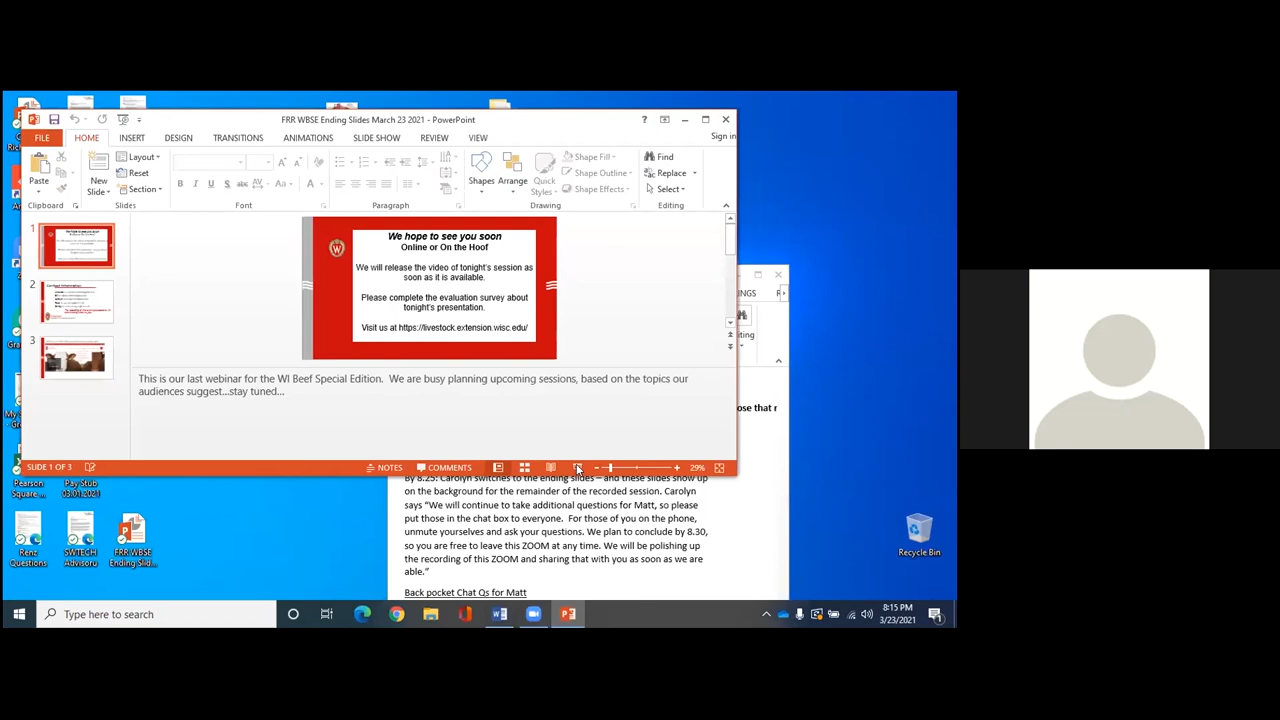 FRR WBSE Ending Slides March 23 2021 - PowerPoint
?
FILE HOME INSERT DESIGN TRANSITIONS ANIMATIONS SLIDE SHOW REVIEW VIEW Sign in
Paste
New Slide
Layout
Reset
Section
B I U S abc AV Aa A
Shapes Arrange Quick Styles
Shape Fill
Shape Outline
Shape Effects
Find
Replace
Select
Clipboard Slides Font Paragraph Drawing Editing
1
2
3
We hope to see you soon
Online or On the Hoof
We will release the video of tonight's session as
soon as it is available.
Please complete the evaluation survey about
tonight's presentation.
Visit us at https://livestock.extension.wisc.edu/
W
This is our last webinar for the WI Beef Special Edition. We are busy planning upcoming sessions, based on the topics our
audiences suggest...stay tuned...
SLIDE 1 OF 3 NOTES COMMENTS 29%
ose that r
By 8.25: Carolyn switches to the ending slides – and these slides show up
on the background for the remainder of the recorded session. Carolyn
says “We will continue to take additional questions for Matt, so please
put those in the chat box to everyone. For those of you on the phone,
unmute yourselves and ask your questions. We plan to conclude by 8.30,
so you are free to leave this ZOOM at any time. We will be polishing up
the recording of this ZOOM and sharing that with you as soon as we are
able.”
Back pocket Chat Qs for Matt
Pearson
Square ...
Pay Stub
03.01.2021
Renz
Questions
SWTECH
Advisoru
FRR WBSE
Ending Slid...
Recycle Bin
Type here to search
8:15 PM
3/23/2021